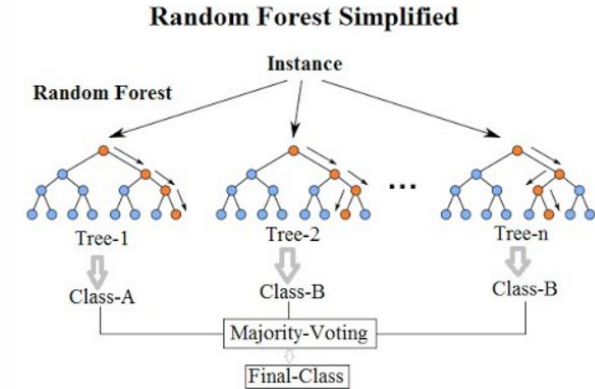 Random Forest Simplified
Instance
Random Forest
...
Tree-1
Tree-2
Tree-n
Class-A
Class-B
Class-B
Majority-Voting
Final-Class